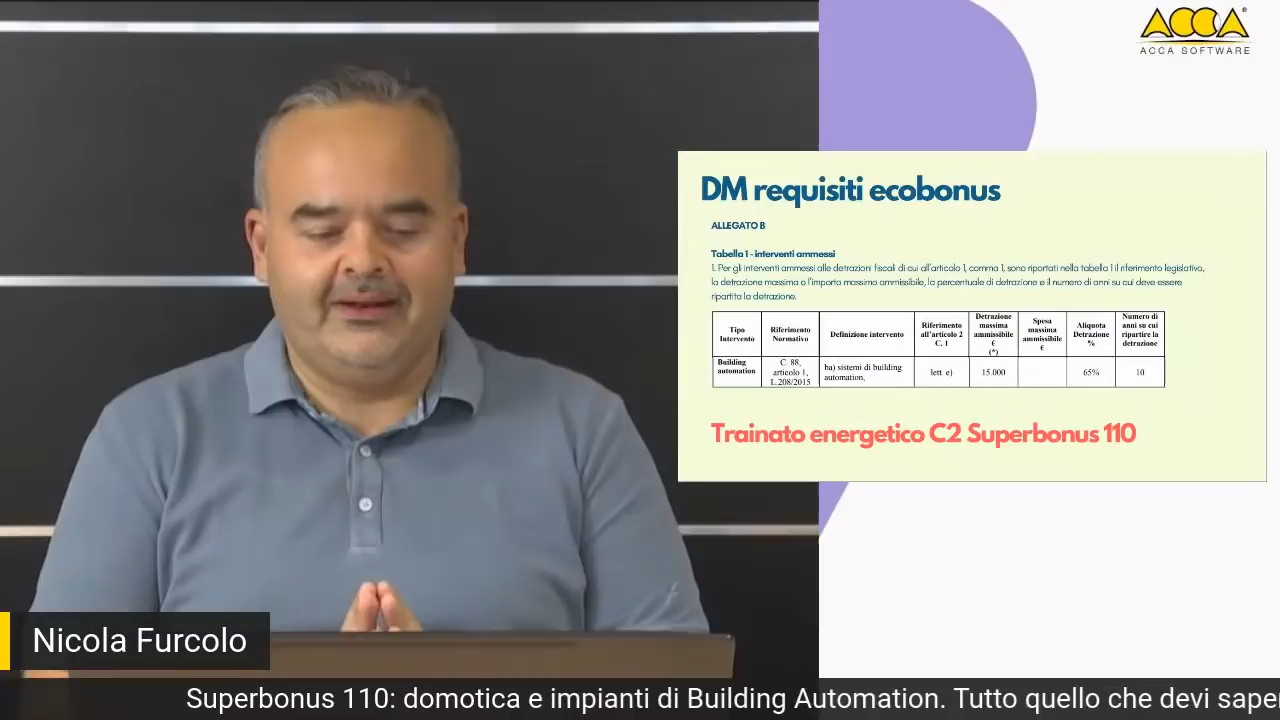 ACCA
ACCA SOFTWARE
DM requisiti ecobonus
ALLEGATO B
Tabella 1 - interventi ammessi
1. Per gli interventi ammessi alle detrazioni fiscali di cui all'articolo 1, comma 1, sono riportati nella tabella 1 il riferimento legislativo,
la detrazione massima o l'importo massimo ammissibile, la percentuale di detrazione e il numero di anni su cui deve essere
ripartita la detrazione.
Tipo Intervento
Riferimento Normativo
Definizione intervento
Riferimento all'articolo 2 C. 1
Detrazione massima ammissibile € (*)
Spesa massima ammissibile €
Aliquota Detrazione %
Numero di anni su cui ripartire la detrazione
Building automation
C. 88, articolo 1, L.208/2015
ba) sistemi di building automation,
lett. e)
15.000
65%
10
Trainato energetico C2 Superbonus 110
Nicola Furcolo
Superbonus 110: domotica e impianti di Building Automation. Tutto quello che devi saper